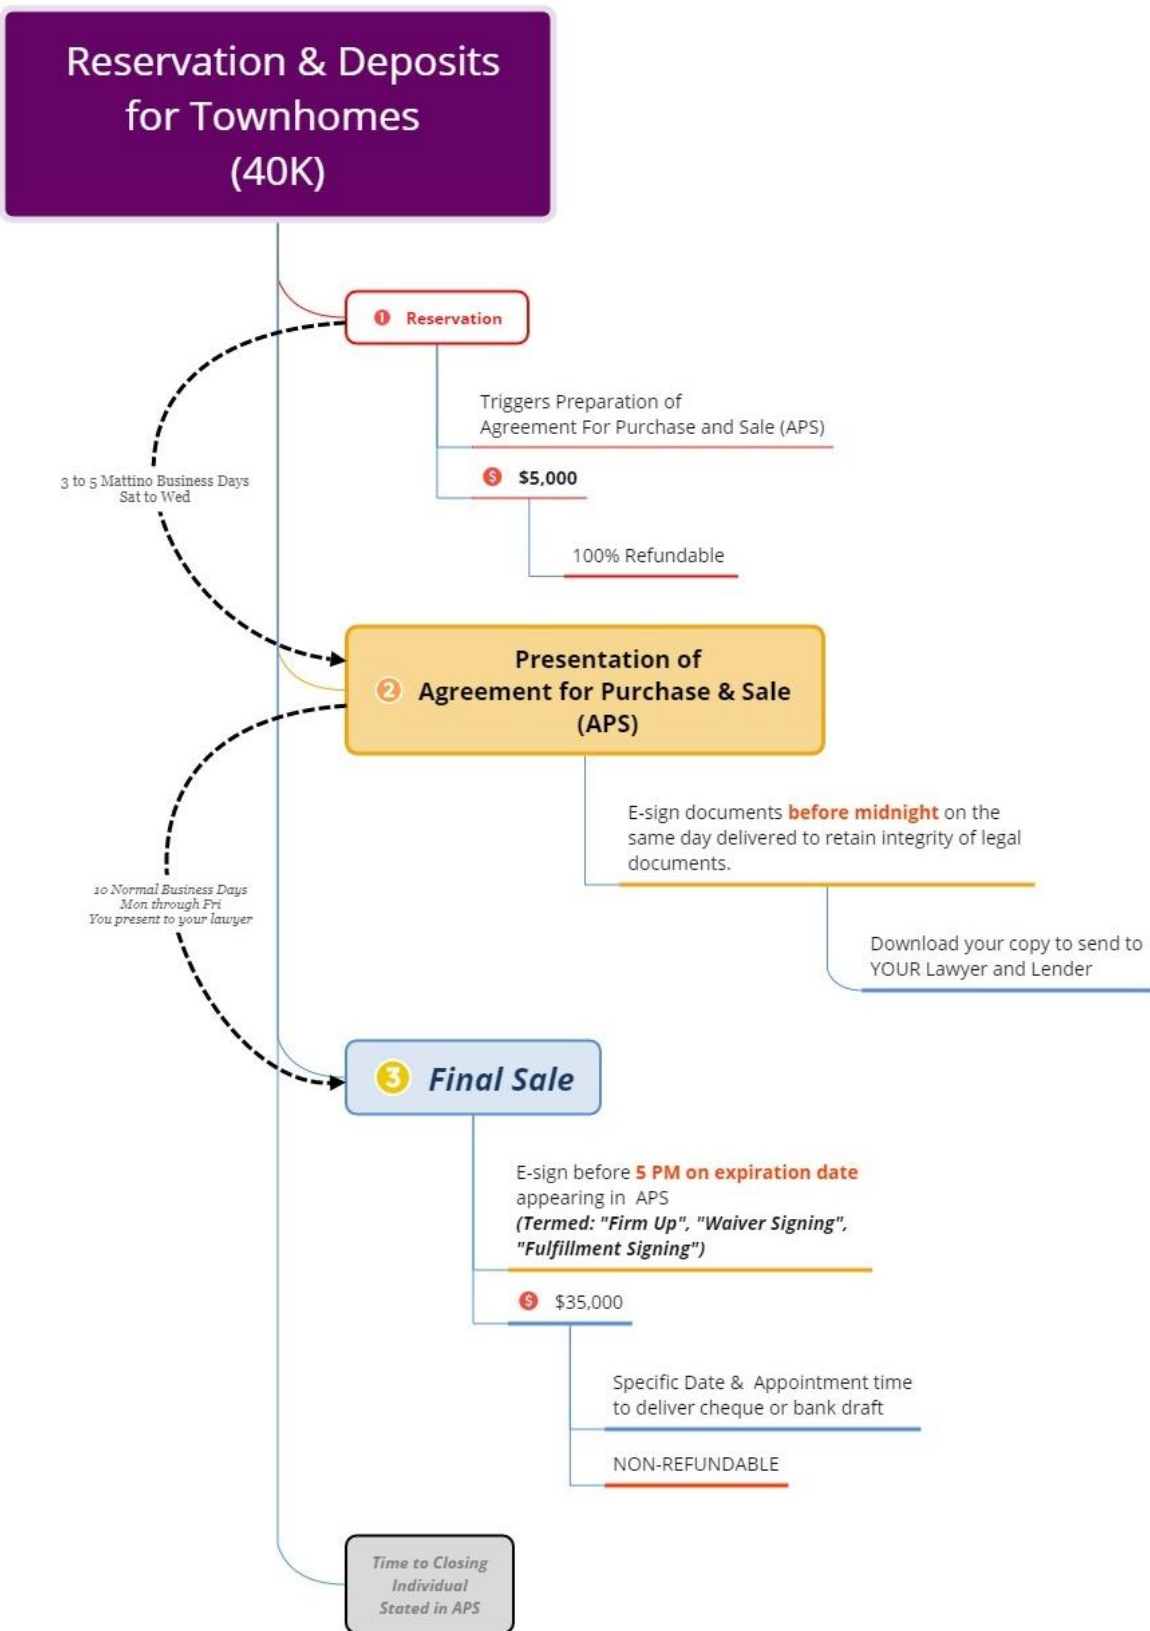 Reservation & Deposits
for Townhomes
(40K)
1 Reservation
Triggers Preparation of
Agreement For Purchase and Sale (APS)
$ $5,000
3 to 5 Mattino Business Days
Sat to Wed
100% Refundable
Presentation of
2 Agreement for Purchase & Sale
(APS)
E-sign documents before midnight on the
same day delivered to retain integrity of legal
documents.
10 Normal Business Days
Mon through Fri
You present to your lawyer
Download your copy to send to
YOUR Lawyer and Lender
3 Final Sale
E-sign before 5 PM on expiration date
appearing in APS
(Termed: "Firm Up", "Waiver Signing",
"Fulfillment Signing")
$ $35,000
Specific Date & Appointment time
to deliver cheque or bank draft
NON-REFUNDABLE
Time to Closing
Individual
Stated in APS